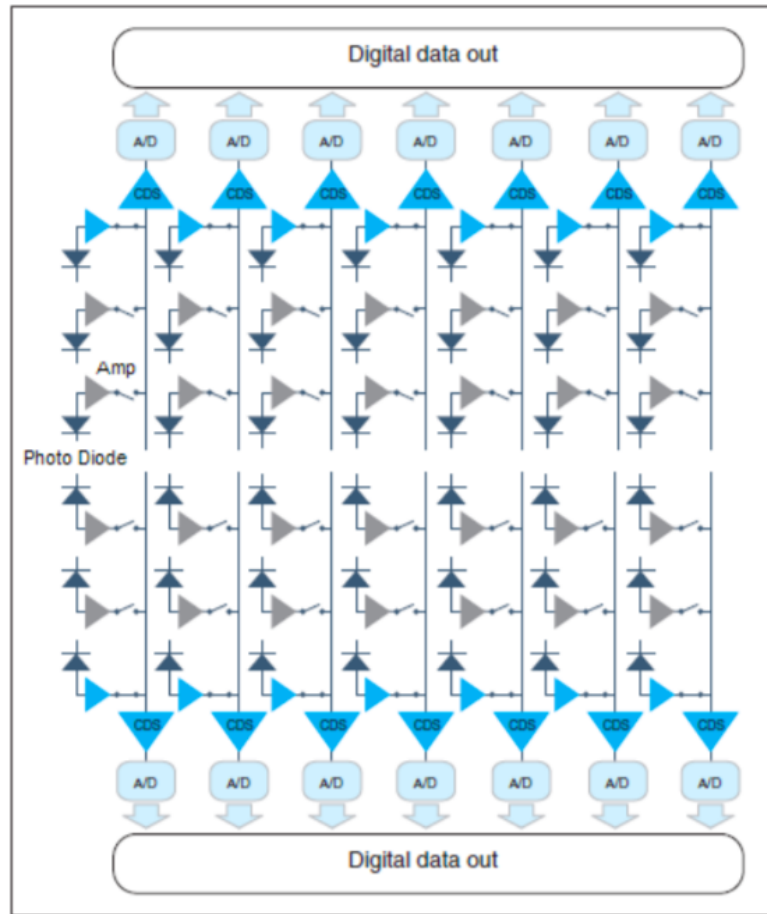 Digital data out
A/D A/D A/D A/D A/D A/D A/D
CDS CDS CDS CDS CDS CDS CDS
Amp
Photo Diode
CDS CDS CDS CDS CDS CDS CDS
A/D A/D A/D A/D A/D A/D A/D
Digital data out